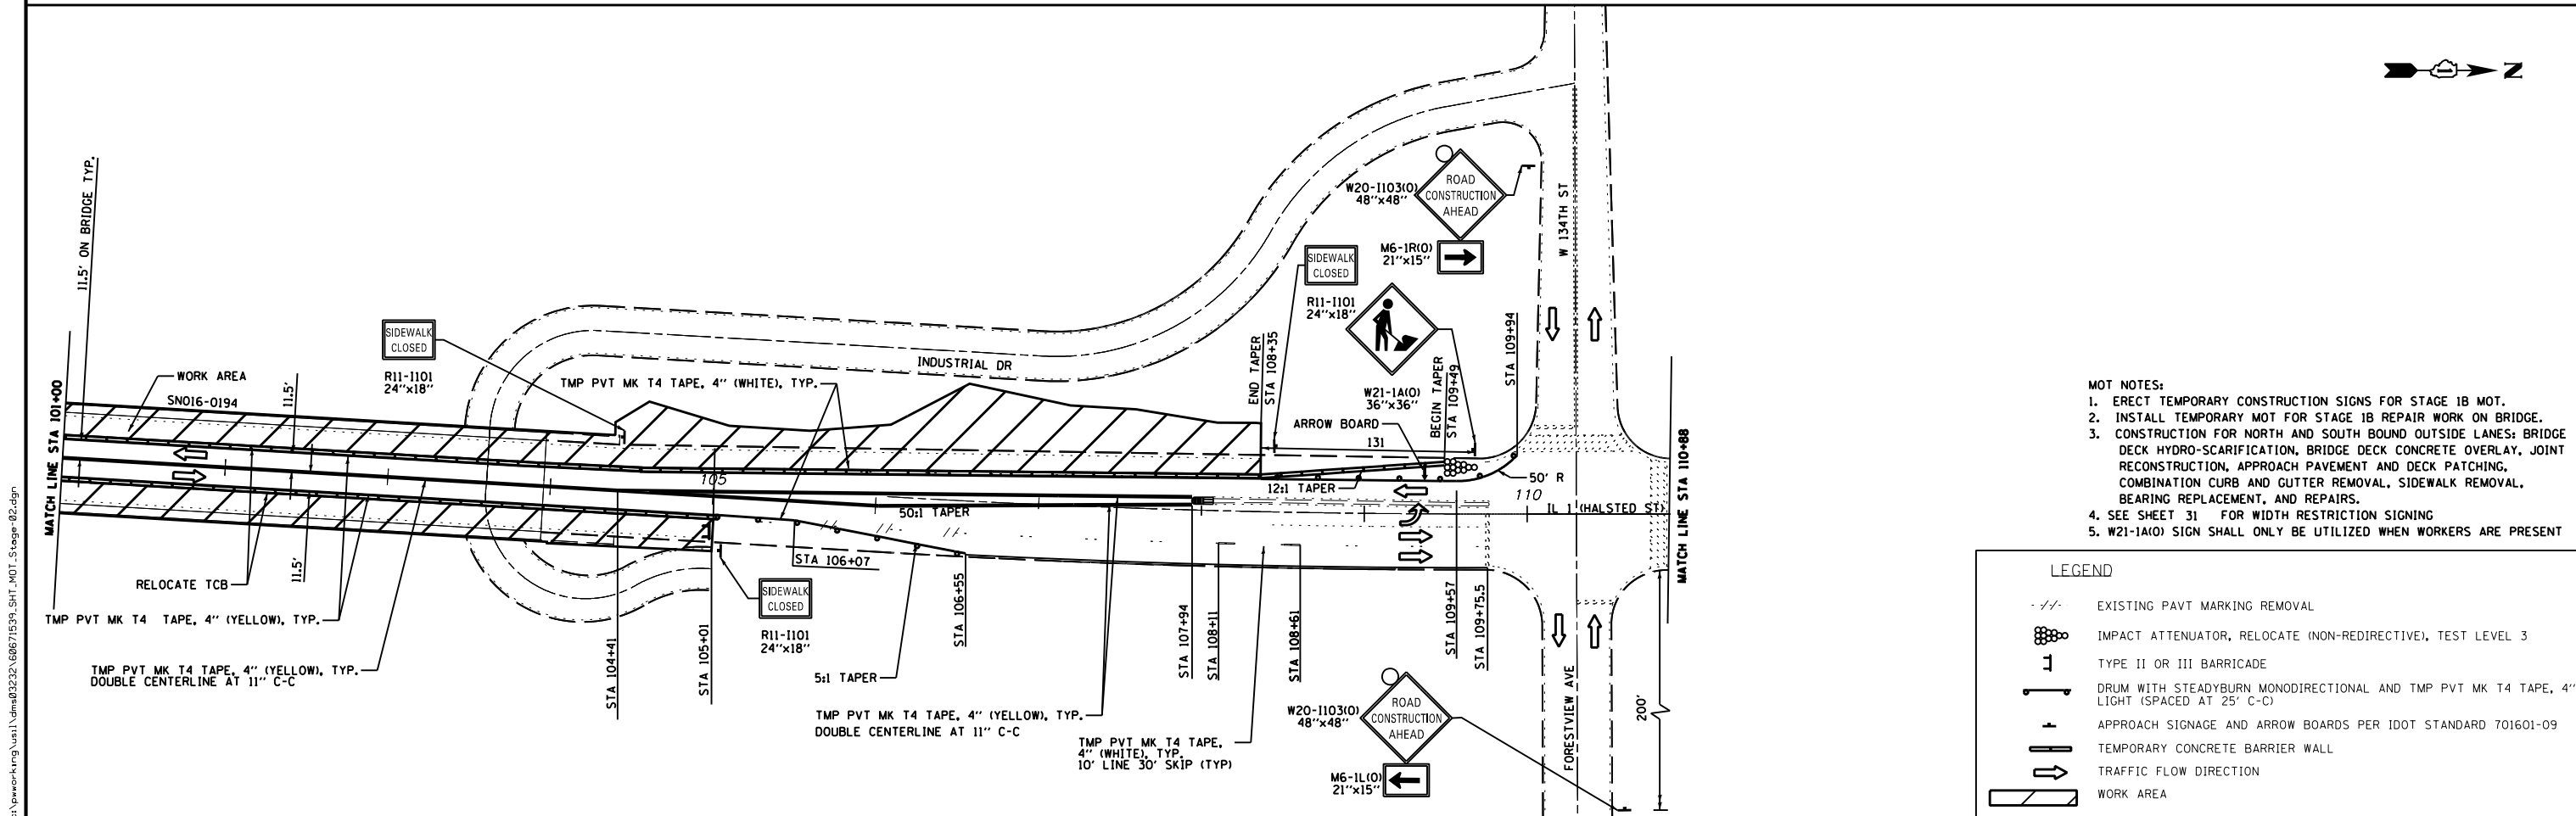 N
11.5' ON BRIDGE TYP.
MATCH LINE STA 101+00
WORK AREA
SN016-0194
11.5'
SIDEWALK
CLOSED
R11-I101
24"x18"
TMP PVT MK T4 TAPE, 4" (WHITE), TYP.
INDUSTRIAL DR
END TAPER
STA 108+35
SIDEWALK
CLOSED
R11-I101
24"x18"
ROAD
CONSTRUCTION
AHEAD
W20-I103(O)
48"x48"
M6-1R(O)
21"x15"
W21-1A(O)
36"x36"
ARROW BOARD
BEGIN TAPER
STA 109+49
STA 109+94
W 134TH ST
131
12:1 TAPER
50' R
105
110
50:1 TAPER
IL 1 (HALSTED ST)
MATCH LINE STA 110+88
RELOCATE TCB
11.5'
TMP PVT MK T4 TAPE, 4" (YELLOW), TYP.
TMP PVT MK T4 TAPE, 4" (YELLOW), TYP.
DOUBLE CENTERLINE AT 11" C-C
STA 104+41
STA 105+01
STA 106+07
SIDEWALK
CLOSED
R11-I101
24"x18"
STA 106+55
5:1 TAPER
TMP PVT MK T4 TAPE, 4" (YELLOW), TYP.
DOUBLE CENTERLINE AT 11" C-C
STA 107+94
STA 108+11
STA 108+61
TMP PVT MK T4 TAPE,
4" (WHITE), TYP.
10' LINE 30' SKIP (TYP)
STA 109+57
STA 109+75.5
W20-I103(O)
48"x48"
ROAD
CONSTRUCTION
AHEAD
M6-1L(O)
21"x15"
FORESTVIEW AVE
200'
MOT NOTES:
1. ERECT TEMPORARY CONSTRUCTION SIGNS FOR STAGE 1B MOT.
2. INSTALL TEMPORARY MOT FOR STAGE 1B REPAIR WORK ON BRIDGE.
3. CONSTRUCTION FOR NORTH AND SOUTH BOUND OUTSIDE LANES: BRIDGE
DECK HYDRO-SCARIFICATION, BRIDGE DECK CONCRETE OVERLAY, JOINT
RECONSTRUCTION, APPROACH PAVEMENT AND DECK PATCHING,
COMBINATION CURB AND GUTTER REMOVAL, SIDEWALK REMOVAL,
BEARING REPLACEMENT, AND REPAIRS.
4. SEE SHEET 31 FOR WIDTH RESTRICTION SIGNING
5. W21-1A(O) SIGN SHALL ONLY BE UTILIZED WHEN WORKERS ARE PRESENT
LEGEND
EXISTING PAVT MARKING REMOVAL
IMPACT ATTENUATOR, RELOCATE (NON-REDIRECTIVE), TEST LEVEL 3
TYPE II OR III BARRICADE
DRUM WITH STEADYBURN MONODIRECTIONAL AND TMP PVT MK T4 TAPE, 4"
LIGHT (SPACED AT 25' C-C)
APPROACH SIGNAGE AND ARROW BOARDS PER IDOT STANDARD 701601-09
TEMPORARY CONCRETE BARRIER WALL
TRAFFIC FLOW DIRECTION
WORK AREA